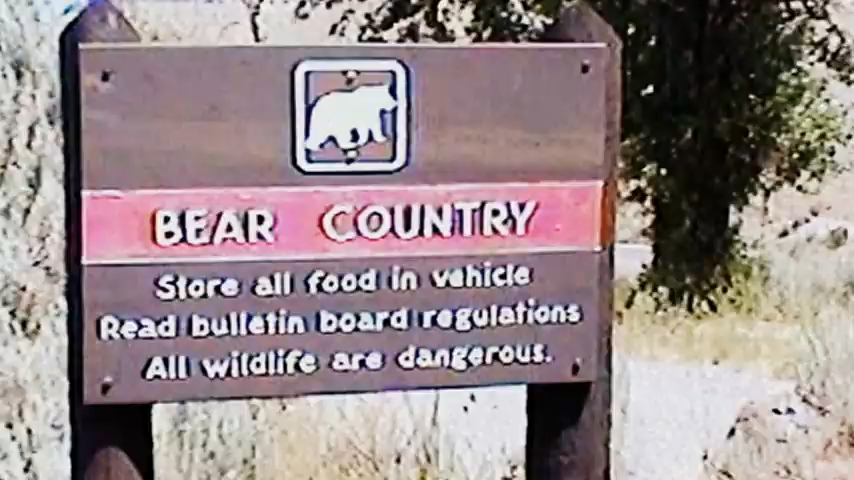 BEAR COUNTRY
Store all food in vehicle
Read bulletin board regulations
All wildlife are dangerous.